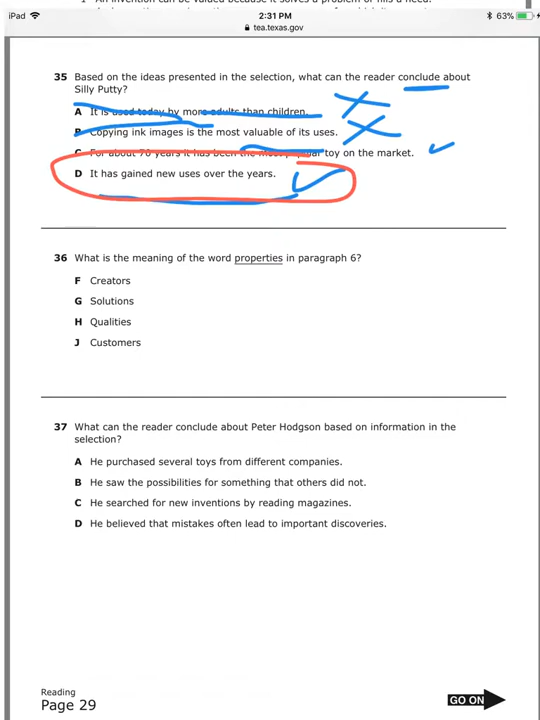 iPad 2:31 PM 63%
tea.texas.gov
35 Based on the ideas presented in the selection, what can the reader conclude about
Silly Putty?
A It is used today by more adults than children.
B Copying ink images is the most valuable of its uses.
C For about 70 years it has been the most popular toy on the market.
D It has gained new uses over the years.
36 What is the meaning of the word properties in paragraph 6?
F Creators
G Solutions
H Qualities
J Customers
37 What can the reader conclude about Peter Hodgson based on information in the
selection?
A He purchased several toys from different companies.
B He saw the possibilities for something that others did not.
C He searched for new inventions by reading magazines.
D He believed that mistakes often lead to important discoveries.
Reading
Page 29
GO ON